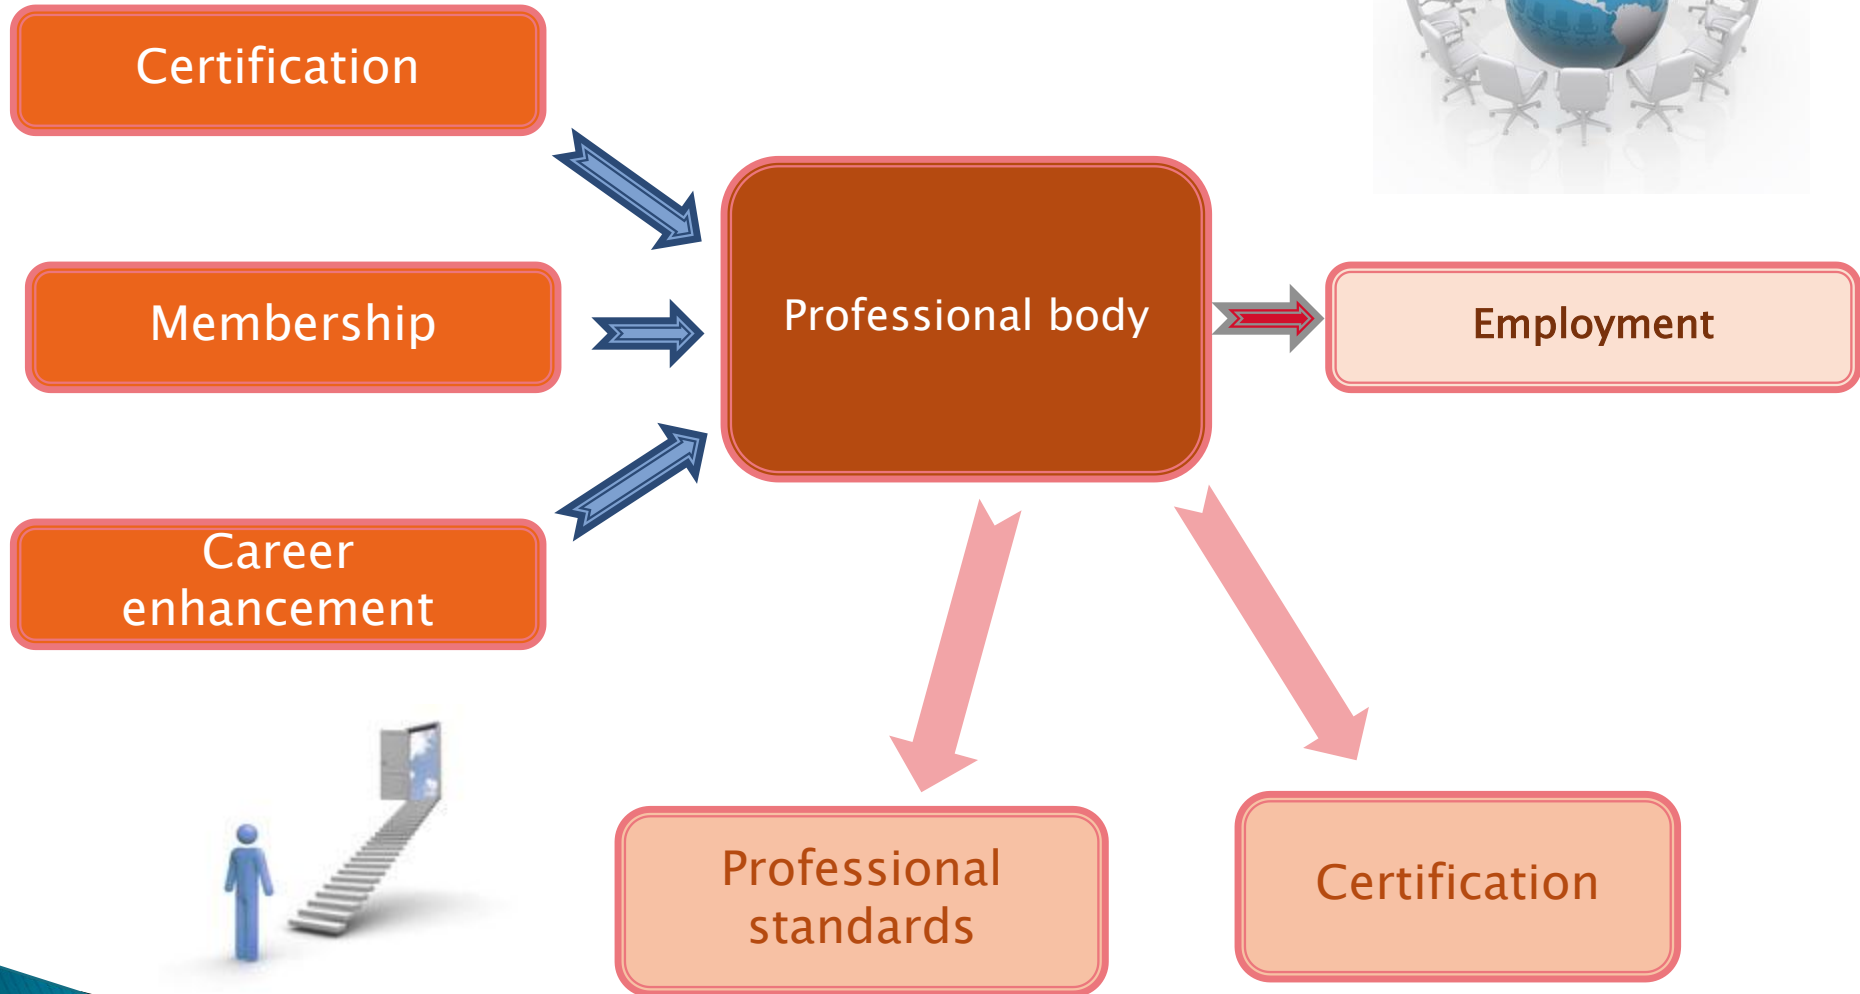 Certification
Membership
Professional body
Employment
Career
enhancement
Professional
standards
Certification